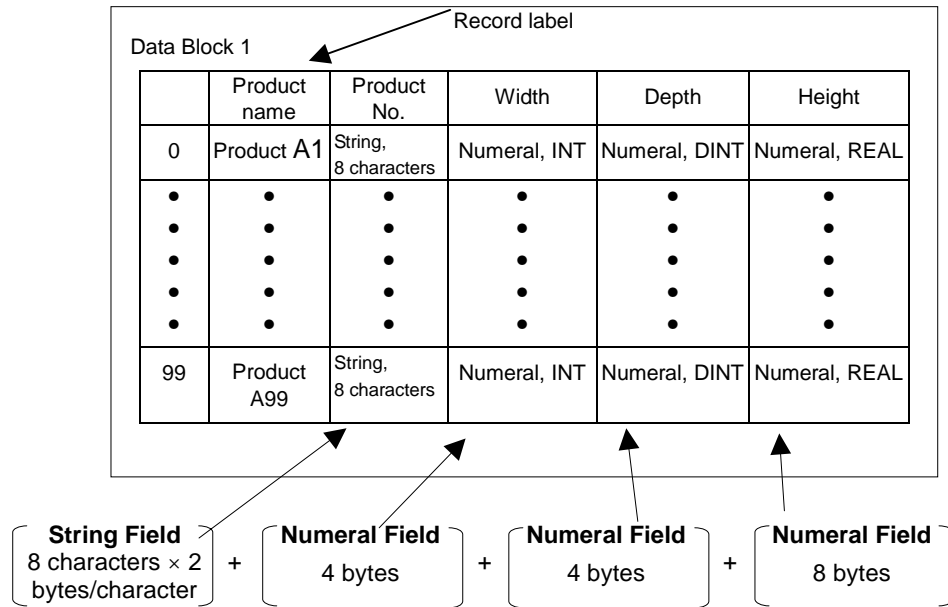 Record label
Data Block 1
Product name
Product No.
Width
Depth
Height
0
Product A1
String,
8 characters
Numeral, INT
Numeral, DINT
Numeral, REAL
99
Product
A99
String,
8 characters
Numeral, INT
Numeral, DINT
Numeral, REAL
String Field
8 characters × 2
bytes/character
+
Numeral Field
4 bytes
+
Numeral Field
4 bytes
+
Numeral Field
8 bytes